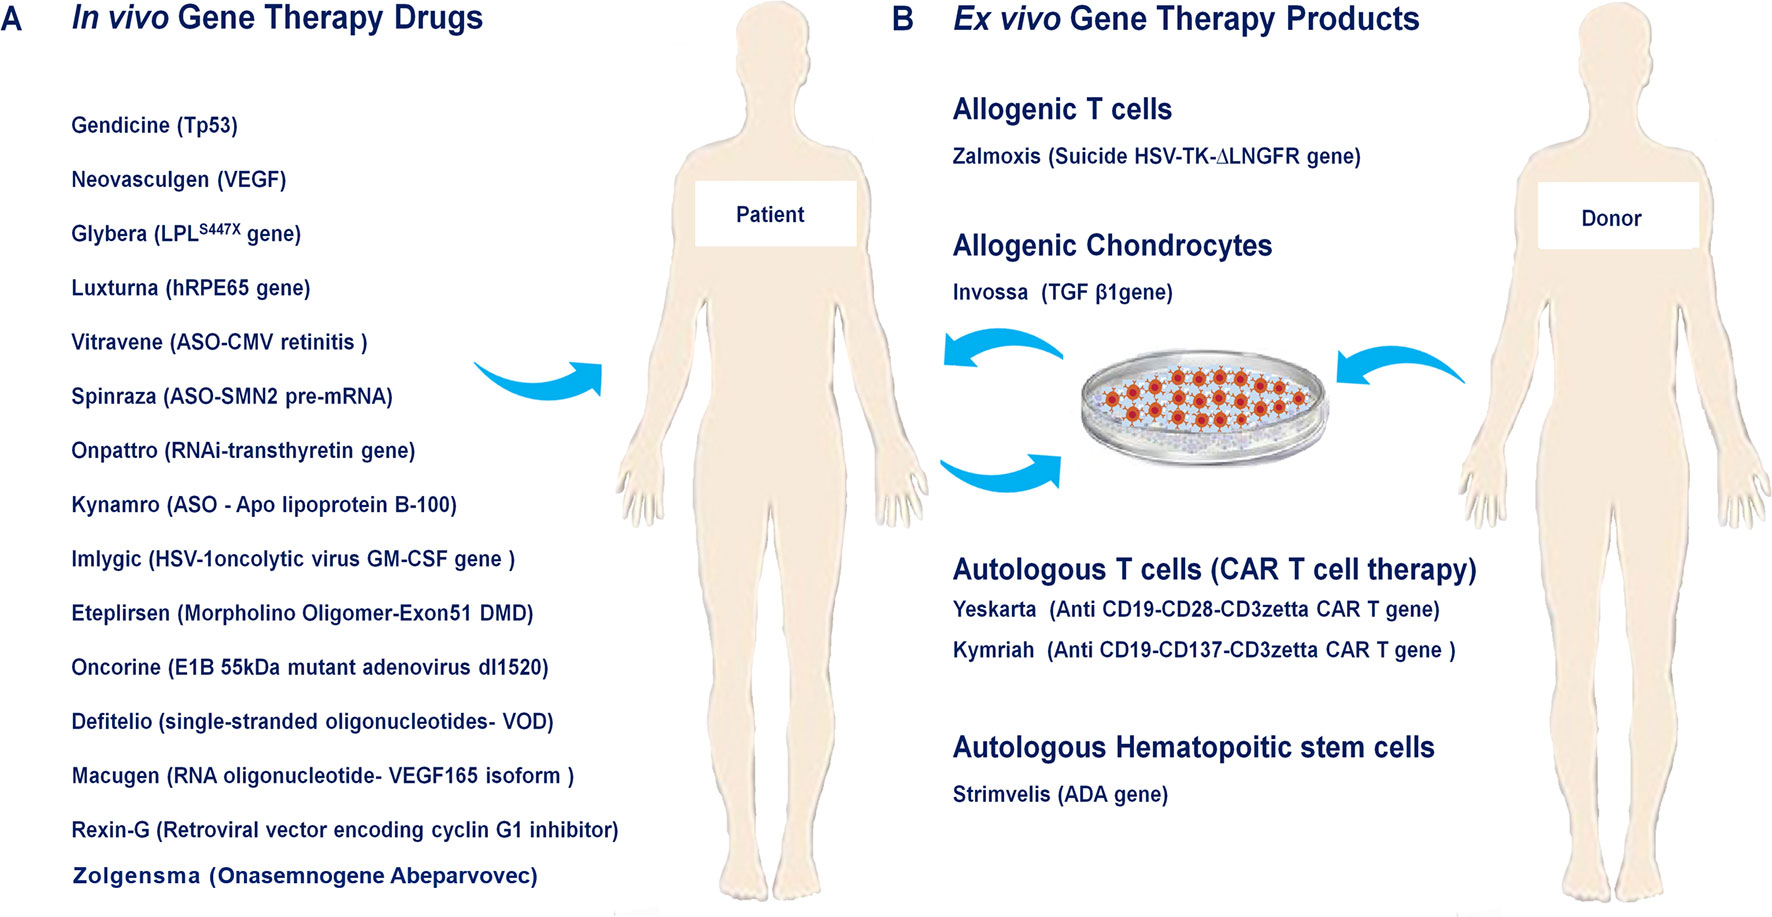 A
In vivo Gene Therapy Drugs
Gendicine (Tp53)
Neovasculgen (VEGF)
Glybera (LPLS447X gene)
Luxturna (hRPE65 gene)
Vitravene (ASO-CMV retinitis )
Spinraza (ASO-SMN2 pre-mRNA)
Onpattro (RNAi-transthyretin gene)
Kynamro (ASO - Apo lipoprotein B-100)
Imlygic (HSV-1oncolytic virus GM-CSF gene )
Eteplirsen (Morpholino Oligomer-Exon51 DMD)
Oncorine (E1B 55kDa mutant adenovirus dl1520)
Defitelio (single-stranded oligonucleotides- VOD)
Macugen (RNA oligonucleotide- VEGF165 isoform )
Rexin-G (Retroviral vector encoding cyclin G1 inhibitor)
Zolgensma (Onasemnogene Abeparvovec)
Patient
B
Ex vivo Gene Therapy Products
Allogenic T cells
Zalmoxis (Suicide HSV-TK-ΔLNGFR gene)
Allogenic Chondrocytes
Invossa (TGF β1gene)
Autologous T cells (CAR T cell therapy)
Yeskarta (Anti CD19-CD28-CD3zetta CAR T gene)
Kymriah (Anti CD19-CD137-CD3zetta CAR T gene )
Autologous Hematopoitic stem cells
Strimvelis (ADA gene)
Donor